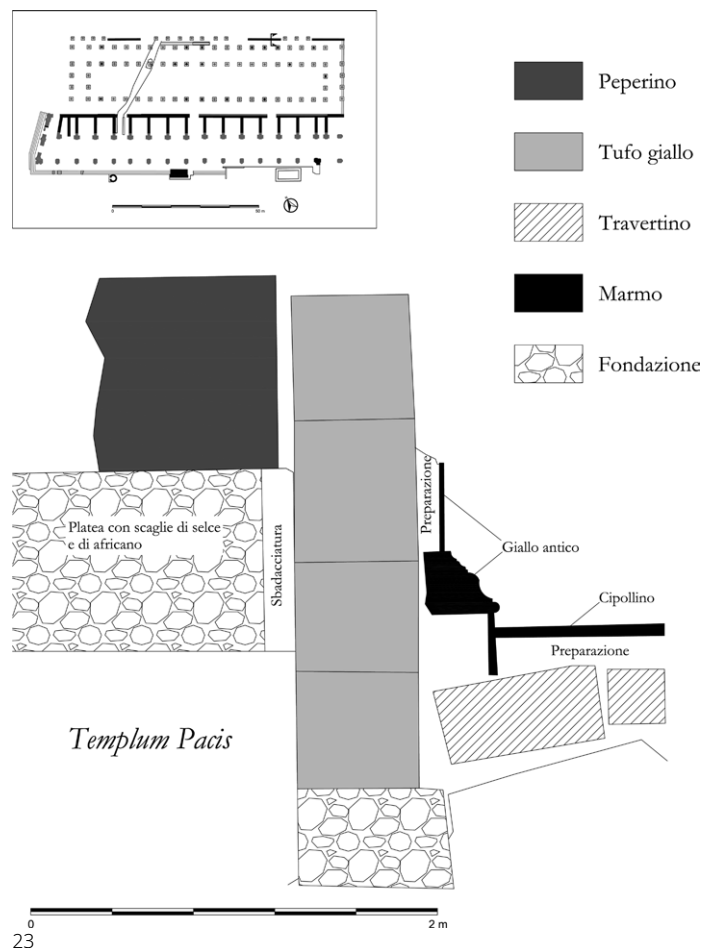 0
50 m
Peperino
Tufo giallo
Travertino
Marmo
Fondazione
Preparazione
Platea con scaglie di selce
e di africano
Sbadacciatura
Giallo antico
Cipollino
Preparazione
Templum Pacis
0
2 m
23